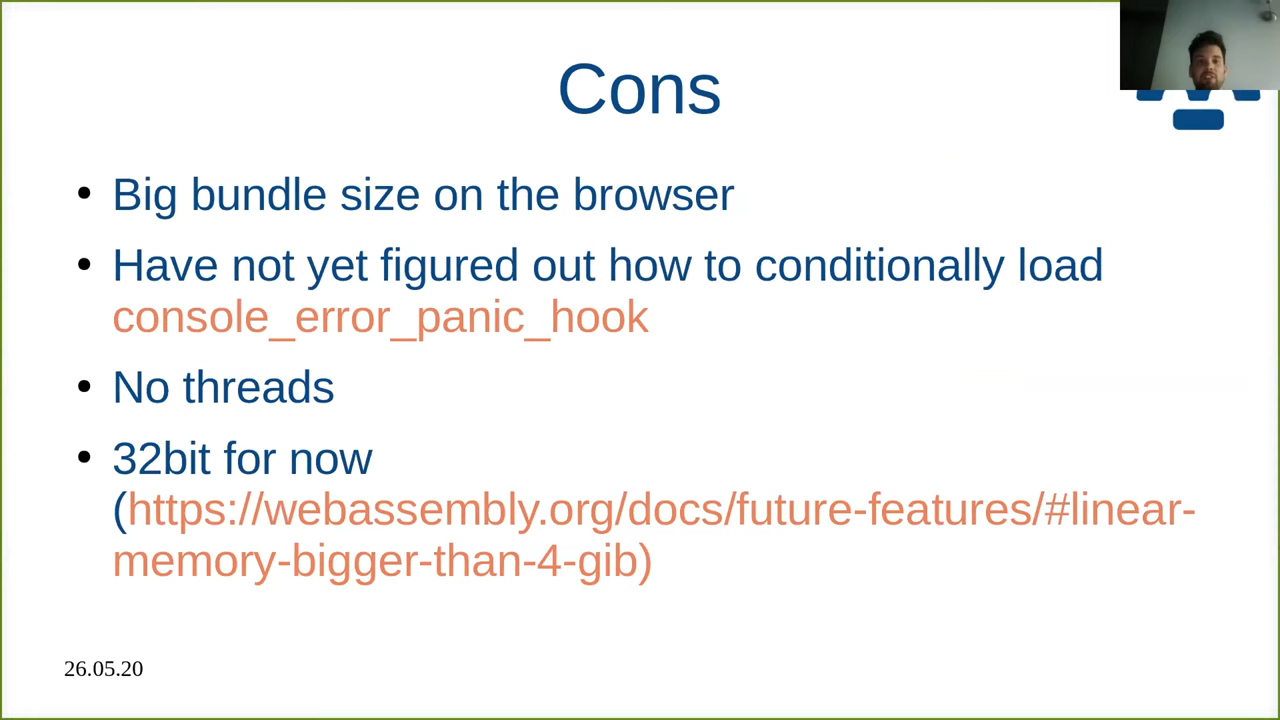 Cons
Big bundle size on the browser
Have not yet figured out how to conditionally load
console_error_panic_hook
No threads
32bit for now
(https://webassembly.org/docs/future-features/#linear-
memory-bigger-than-4-gib)
26.05.20